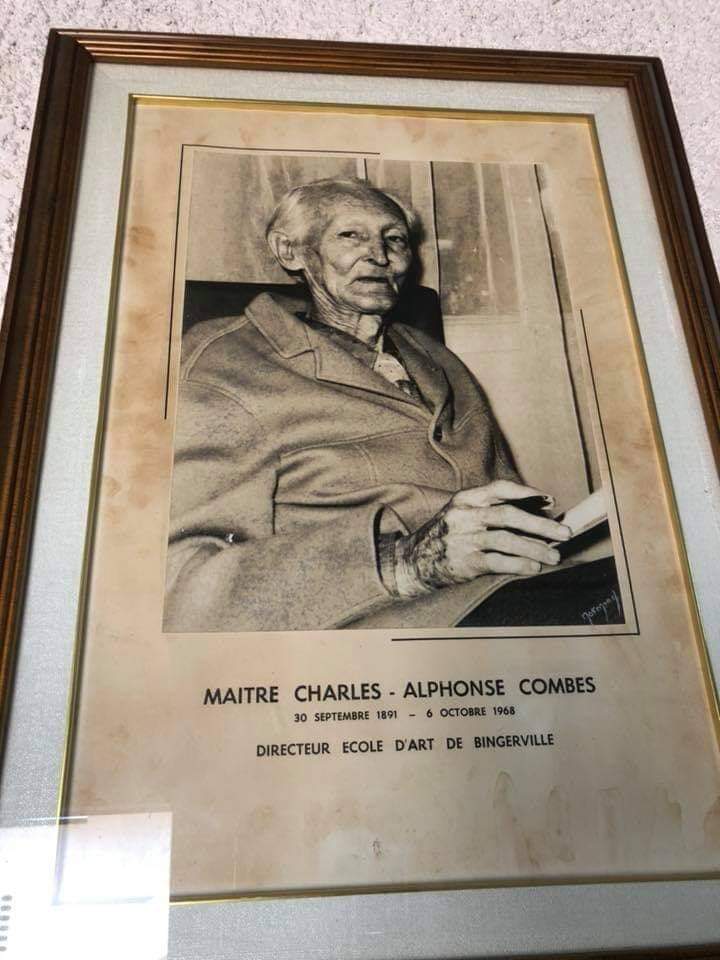 MAITRE CHARLES - ALPHONSE COMBES
30 SEPTEMBRE 1891 – 6 OCTOBRE 1968
DIRECTEUR ECOLE D'ART DE BINGERVILLE